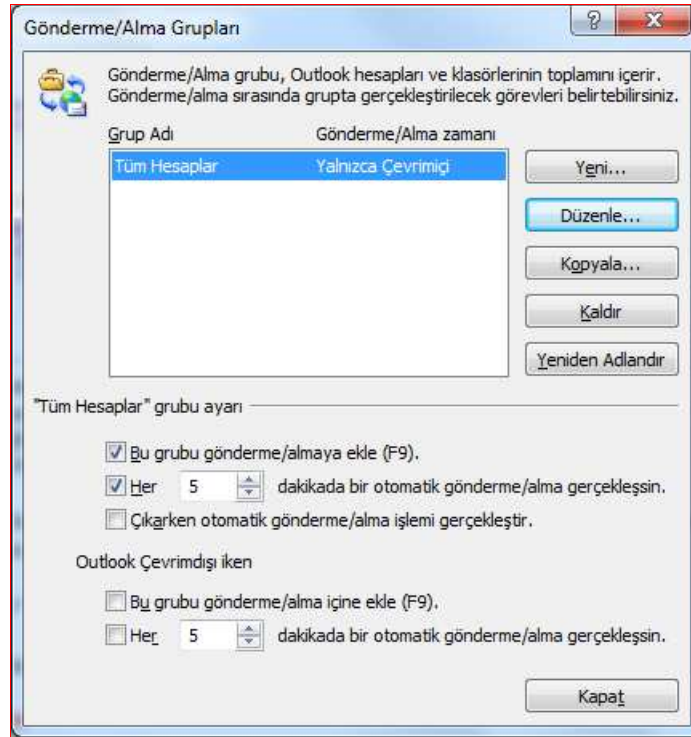 Gönderme/Alma Grupları
Gönderme/Alma grubu, Outlook hesapları ve klasörlerinin toplamını içerir.
Gönderme/alma sırasında grupta gerçekleştirilecek görevleri belirtebilirsiniz.
Grup Adı Gönderme/Alma zamanı
Tüm Hesaplar Yalnızca Çevrimiçi
Yeni...
Düzenle...
Kopyala...
Kaldır
Yeniden Adlandır
"Tüm Hesaplar" grubu ayarı
Bu grubu gönderme/almaya ekle (F9).
Her 5 dakikada bir otomatik gönderme/alma gerçekleşsin.
Çıkarken otomatik gönderme/alma işlemi gerçekleştir.
Outlook Çevrimdışı iken
Bu grubu gönderme/alma içine ekle (F9).
Her 5 dakikada bir otomatik gönderme/alma gerçekleşsin.
Kapat